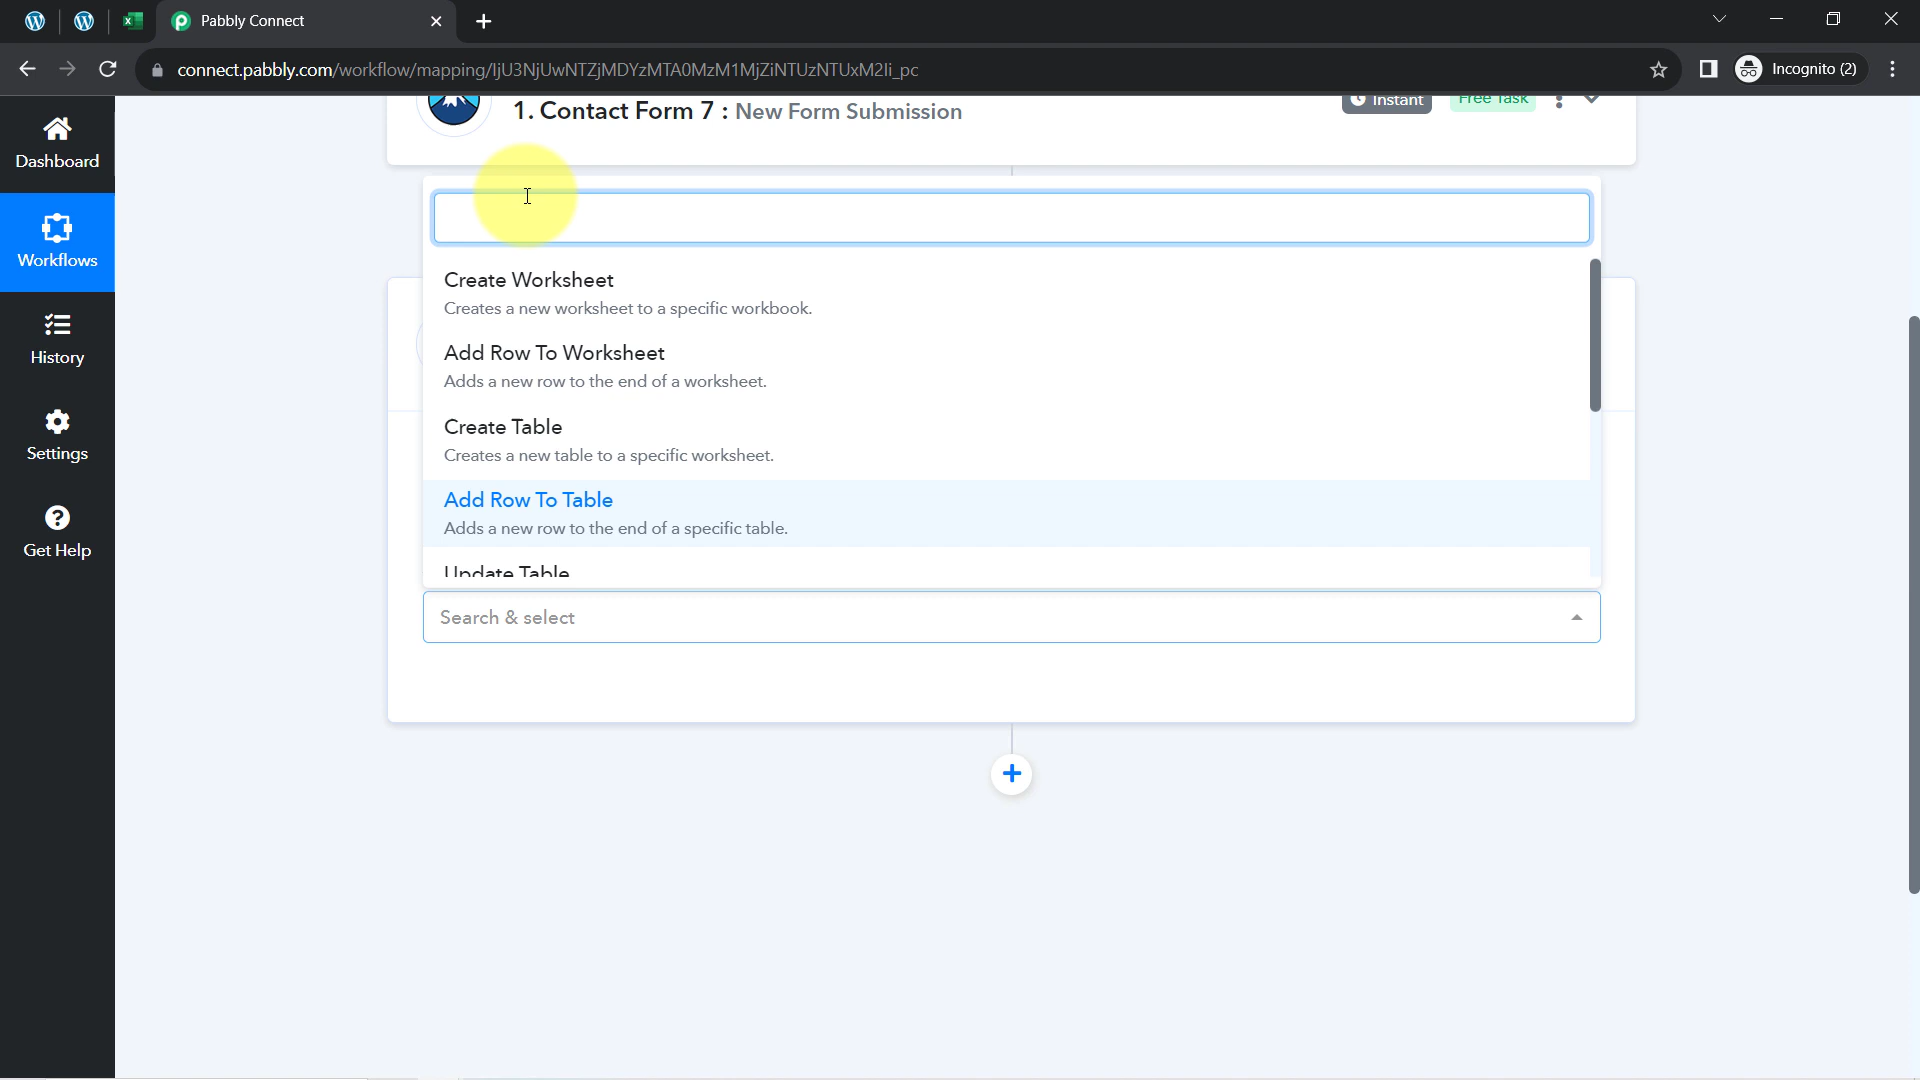 Pabbly Connect
connect.pabbly.com/workflow/mapping/IjU3NjUwNTZjMDYzMTA0MzM1MjZiNTUzNTUxM2Ii_pc
Incognito (2)
Dashboard
Workflows
History
Settings
Get Help
1. Contact Form 7 : New Form Submission
Instant
Free Task
Create Worksheet
Creates a new worksheet to a specific workbook.
Add Row To Worksheet
Adds a new row to the end of a worksheet.
Create Table
Creates a new table to a specific worksheet.
Add Row To Table
Adds a new row to the end of a specific table.
Update Table
Search & select